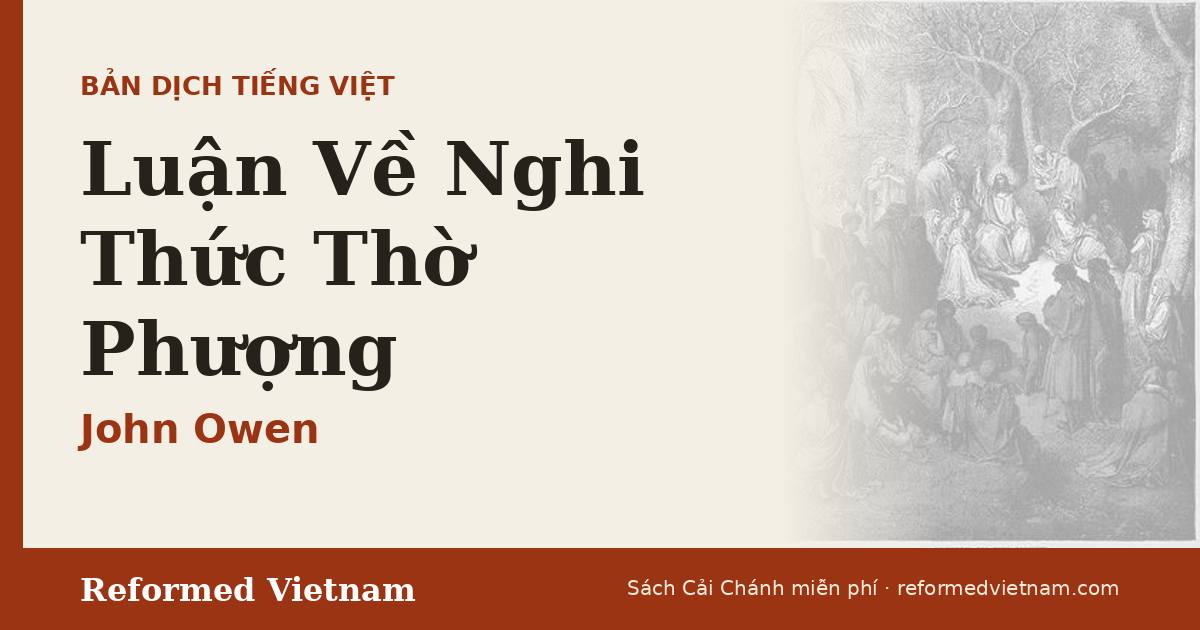 BẢN DỊCH TIẾNG VIỆT
Luận Về Nghi
Thức Thờ
Phượng
John Owen
Reformed Vietnam
Sách Cải Chánh miễn phí · reformedvietnam.com